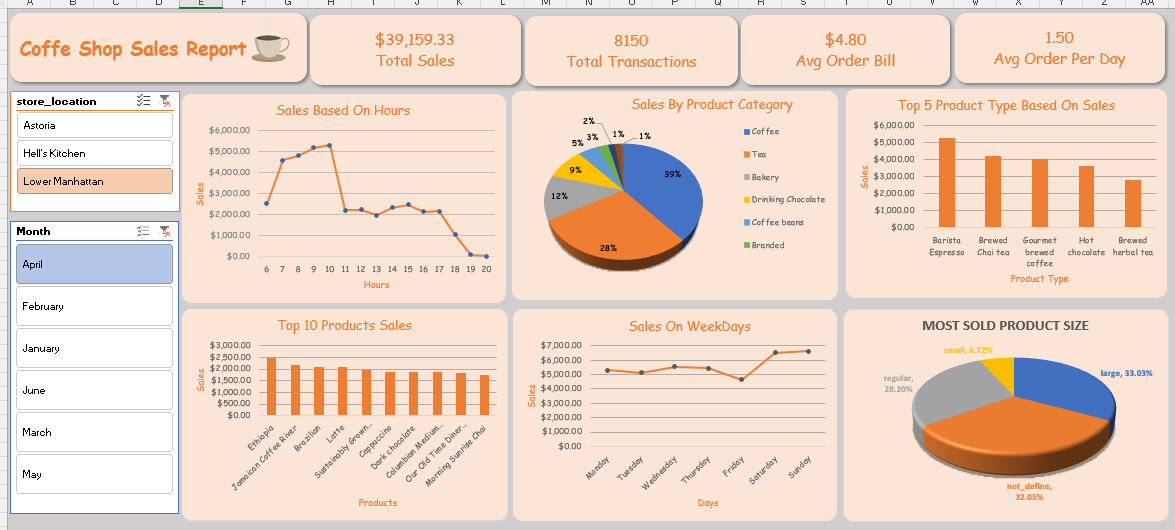 A B C D E F G H I J K L M N O P Q R S T U V W X Y Z AA
Coffe Shop Sales Report
$39,159.33
Total Sales
8150
Total Transactions
$4.80
Avg Order Bill
1.50
Avg Order Per Day
store_location
Astoria
Hell's Kitchen
Lower Manhattan
Month
April
February
January
June
March
May
Sales Based On Hours
Sales
$6,000.00
$5,000.00
$4,000.00
$3,000.00
$2,000.00
$1,000.00
$0.00
6 7 8 9 10 11 12 13 14 15 16 17 18 19 20
Hours
Sales By Product Category
39%
28%
12%
9%
5%
3%
2%
1%
1%
Coffee
Tea
Bakery
Drinking Chocolate
Coffee beans
Branded
Top 5 Product Type Based On Sales
Sales
$6,000.00
$5,000.00
$4,000.00
$3,000.00
$2,000.00
$1,000.00
$0.00
Barista Espresso
Brewed Chai tea
Gourmet brewed coffee
Hot chocolate
Brewed herbal tea
Product Type
Top 10 Products Sales
Sales
$3,000.00
$2,500.00
$2,000.00
$1,500.00
$1,000.00
$500.00
$0.00
Ethiopia
Jamaican Coffee River
Brazilian
Latte
Sustainably Grown...
Cappuccino
Dark chocolate
Columbian Medium...
Our Old Time Diner...
Morning Sunrise Chai
Products
Sales On WeekDays
Sales
$7,000.00
$6,000.00
$5,000.00
$4,000.00
$3,000.00
$2,000.00
$1,000.00
$0.00
Monday
Tuesday
Wednesday
Thursday
Friday
Saturday
Sunday
Days
MOST SOLD PRODUCT SIZE
small, 6.72%
large, 33.03%
regular,
28.20%
not_define,
32.05%